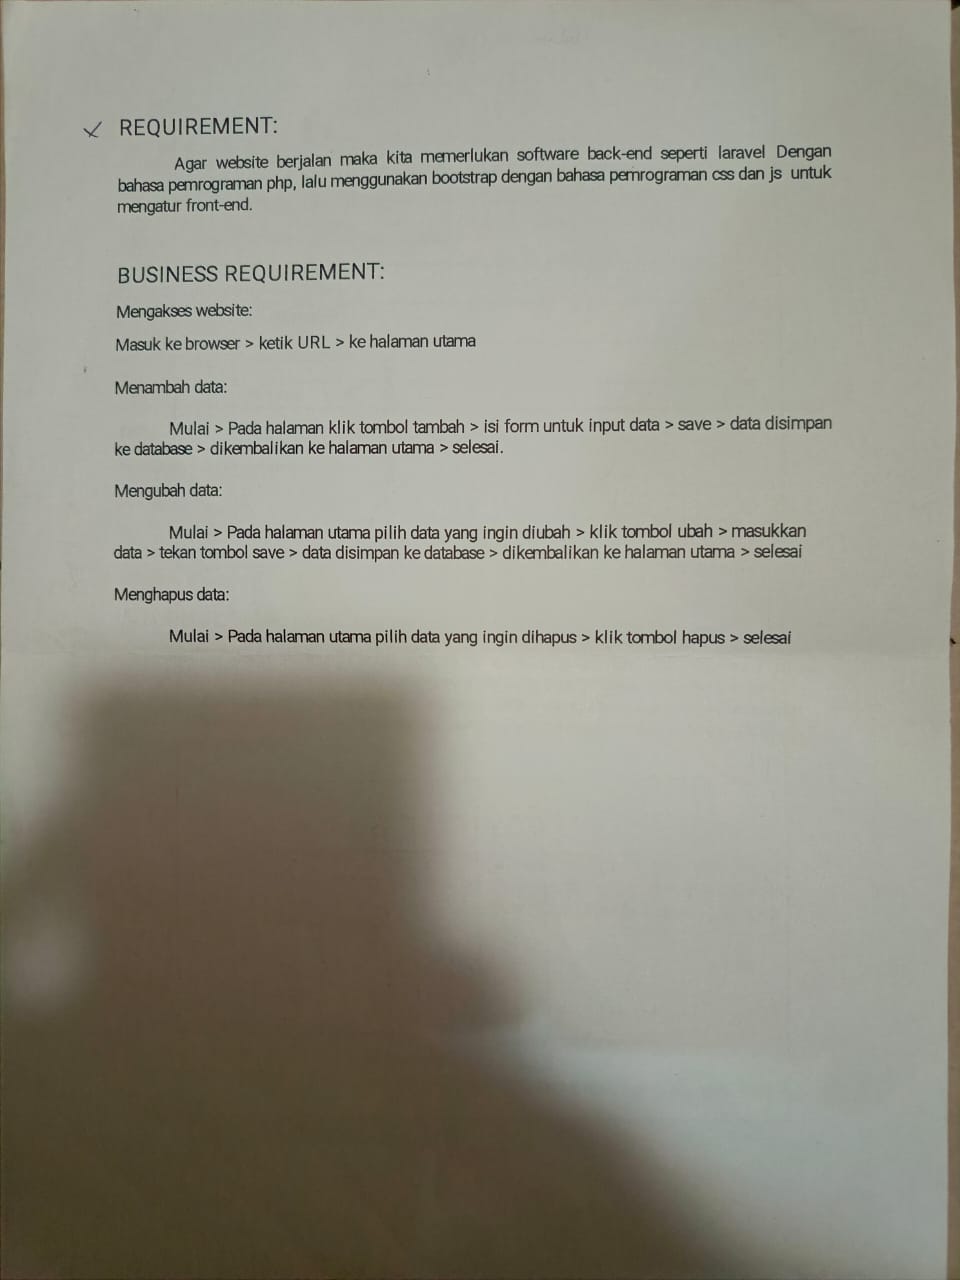 REQUIREMENT:
Agar website berjalan maka kita memerlukan software back-end seperti laravel Dengan
bahasa pemrograman php, lalu menggunakan bootstrap dengan bahasa pemrograman css dan js untuk
mengatur front-end.
BUSINESS REQUIREMENT:
Mengakses website:
Masuk ke browser > ketik URL > ke halaman utama
Menambah data:
Mulai > Pada halaman klik tombol tambah > isi form untuk input data > save > data disimpan
ke database > dikembalikan ke halaman utama > selesai.
Mengubah data:
Mulai > Pada halaman utama pilih data yang ingin diubah > klik tombol ubah > masukkan
data > tekan tombol save > data disimpan ke database > dikembalikan ke halaman utama > selesai
Menghapus data:
Mulai > Pada halaman utama pilih data yang ingin dihapus > klik tombol hapus > selesai